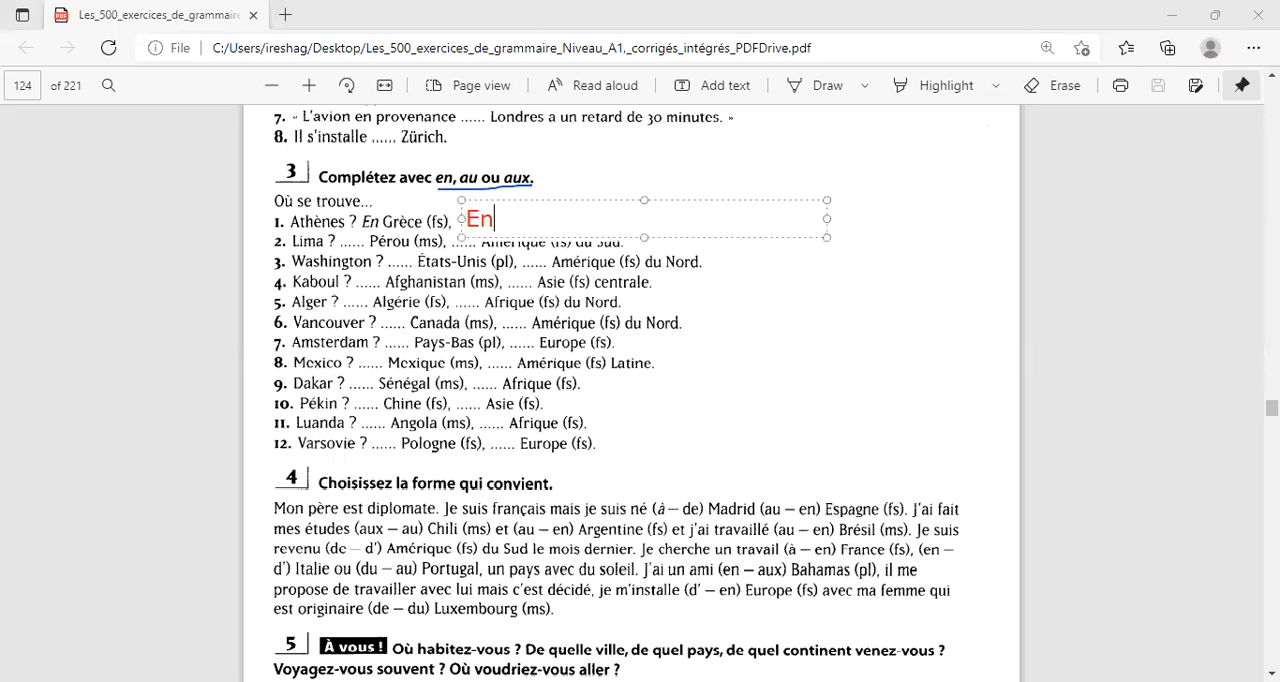 Les_500_exercices_de_grammaire
File C:/Users/ireshag/Desktop/Les_500_exercices_de_grammaire_Niveau_A1,_corrigés_intégrés_PDFDrive.pdf
124 of 221 Page view Read aloud Add text Draw Highlight Erase
7. « L'avion en provenance ...... Londres a un retard de 30 minutes. »
8. Il s'installe ...... Zürich.
3 Complétez avec en, au ou aux.
Où se trouve...
1. Athènes ? En Grèce (fs), En
2. Lima ? ...... Pérou (ms), ...... Amérique (fs) du Sud.
3. Washington ? ...... États-Unis (pl), ...... Amérique (fs) du Nord.
4. Kaboul ? ...... Afghanistan (ms), ...... Asie (fs) centrale.
5. Alger ? ...... Algérie (fs), ...... Afrique (fs) du Nord.
6. Vancouver ? ...... Canada (ms), ...... Amérique (fs) du Nord.
7. Amsterdam ? ...... Pays-Bas (pl), ...... Europe (fs).
8. Mexico ? ...... Mexique (ms), ...... Amérique (fs) Latine.
9. Dakar ? ...... Sénégal (ms), ...... Afrique (fs).
10. Pékin ? ...... Chine (fs), ...... Asie (fs).
11. Luanda ? ...... Angola (ms), ...... Afrique (fs).
12. Varsovie ? ...... Pologne (fs), ...... Europe (fs).
4 Choisissez la forme qui convient.
Mon père est diplomate. Je suis français mais je suis né (à – de) Madrid (au – en) Espagne (fs). J'ai fait
mes études (aux – au) Chili (ms) et (au – en) Argentine (fs) et j'ai travaillé (au – en) Brésil (ms). Je suis
revenu (de – d') Amérique (fs) du Sud le mois dernier. Je cherche un travail (à – en) France (fs), (en –
d') Italie ou (du – au) Portugal, un pays avec du soleil. J'ai un ami (en – aux) Bahamas (pl), il me
propose de travailler avec lui mais c'est décidé, je m'installe (d' – en) Europe (fs) avec ma femme qui
est originaire (de – du) Luxembourg (ms).
5 À vous ! Où habitez-vous ? De quelle ville, de quel pays, de quel continent venez-vous ?
Voyagez-vous souvent ? Où voudriez-vous aller ?